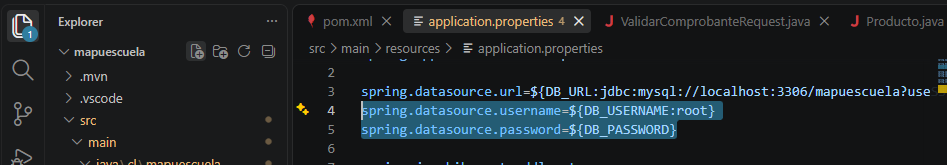 Explorer
pom.xml
application.properties 4
ValidarComprobanteRequest.java
Producto.java
1
mapuescuela
src > main > resources > application.properties
.mvn
2
.vscode
3 spring.datasource.url=${DB_URL:jdbc:mysql://localhost:3306/mapuescuela?use
src
4 spring.datasource.username=${DB_USERNAME:root}
main
5 spring.datasource.password=${DB_PASSWORD}
6